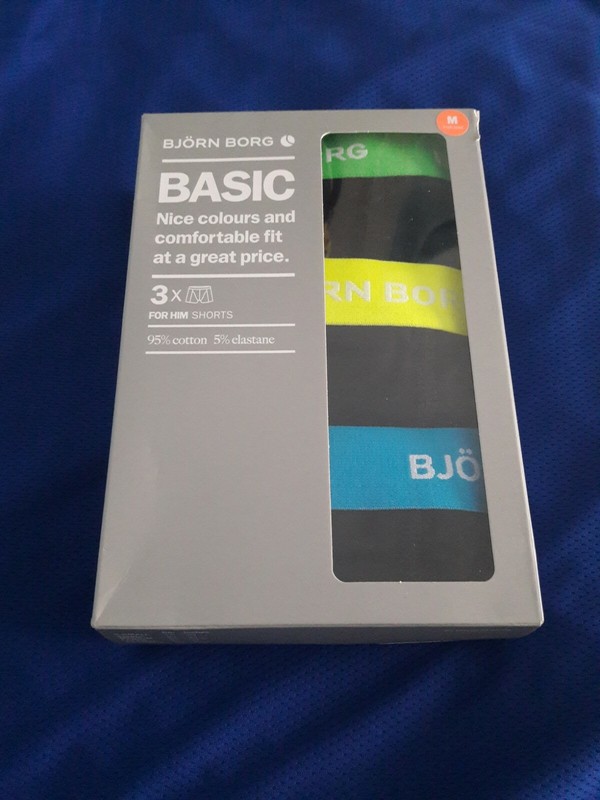 BJÖRN BORG
BASIC
Nice colours and
comfortable fit
at a great price.
3 x
FOR HIM SHORTS
95% cotton 5% elastane
M
RG
RN BOR
BJÖ